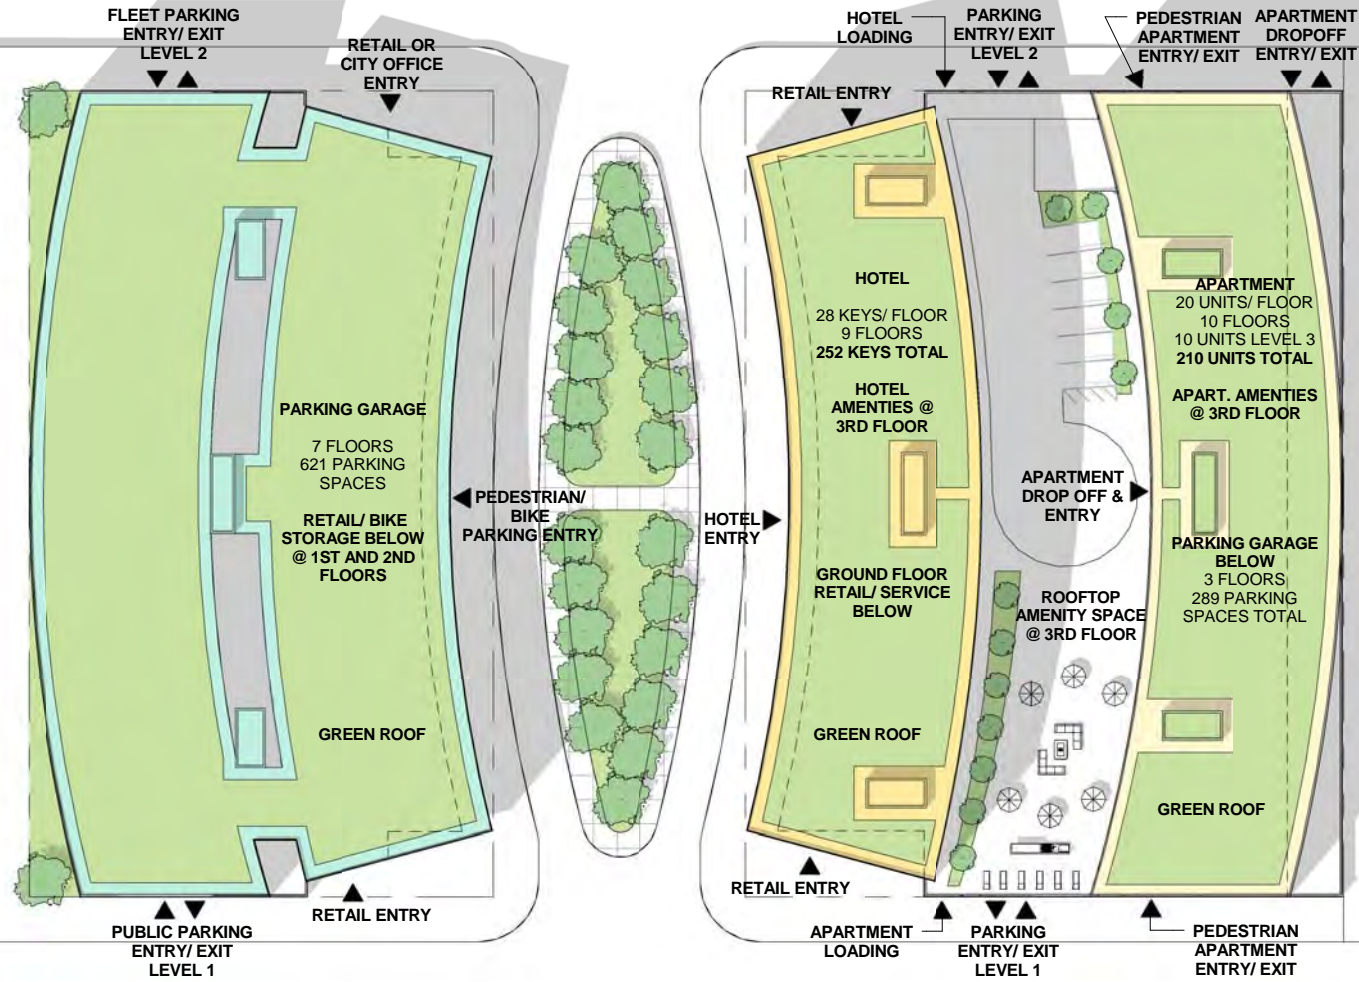 FLEET PARKING
ENTRY/ EXIT
LEVEL 2
RETAIL OR
CITY OFFICE
ENTRY
HOTEL
LOADING
PARKING
ENTRY/ EXIT
LEVEL 2
PEDESTRIAN
APARTMENT
ENTRY/ EXIT
APARTMENT
DROPOFF
ENTRY/ EXIT
RETAIL ENTRY
PARKING GARAGE
7 FLOORS
621 PARKING
SPACES
RETAIL/ BIKE
STORAGE BELOW
@ 1ST AND 2ND
FLOORS
GREEN ROOF
PEDESTRIAN/
BIKE
PARKING ENTRY
HOTEL
ENTRY
HOTEL
28 KEYS/ FLOOR
9 FLOORS
252 KEYS TOTAL
HOTEL
AMENTIES @
3RD FLOOR
GROUND FLOOR
RETAIL/ SERVICE
BELOW
GREEN ROOF
APARTMENT
DROP OFF &
ENTRY
ROOFTOP
AMENITY SPACE
@ 3RD FLOOR
APARTMENT
20 UNITS/ FLOOR
10 FLOORS
10 UNITS LEVEL 3
210 UNITS TOTAL
APART. AMENTIES
@ 3RD FLOOR
PARKING GARAGE
BELOW
3 FLOORS
289 PARKING
SPACES TOTAL
GREEN ROOF
PUBLIC PARKING
ENTRY/ EXIT
LEVEL 1
RETAIL ENTRY
RETAIL ENTRY
APARTMENT
LOADING
PARKING
ENTRY/ EXIT
LEVEL 1
PEDESTRIAN
APARTMENT
ENTRY/ EXIT